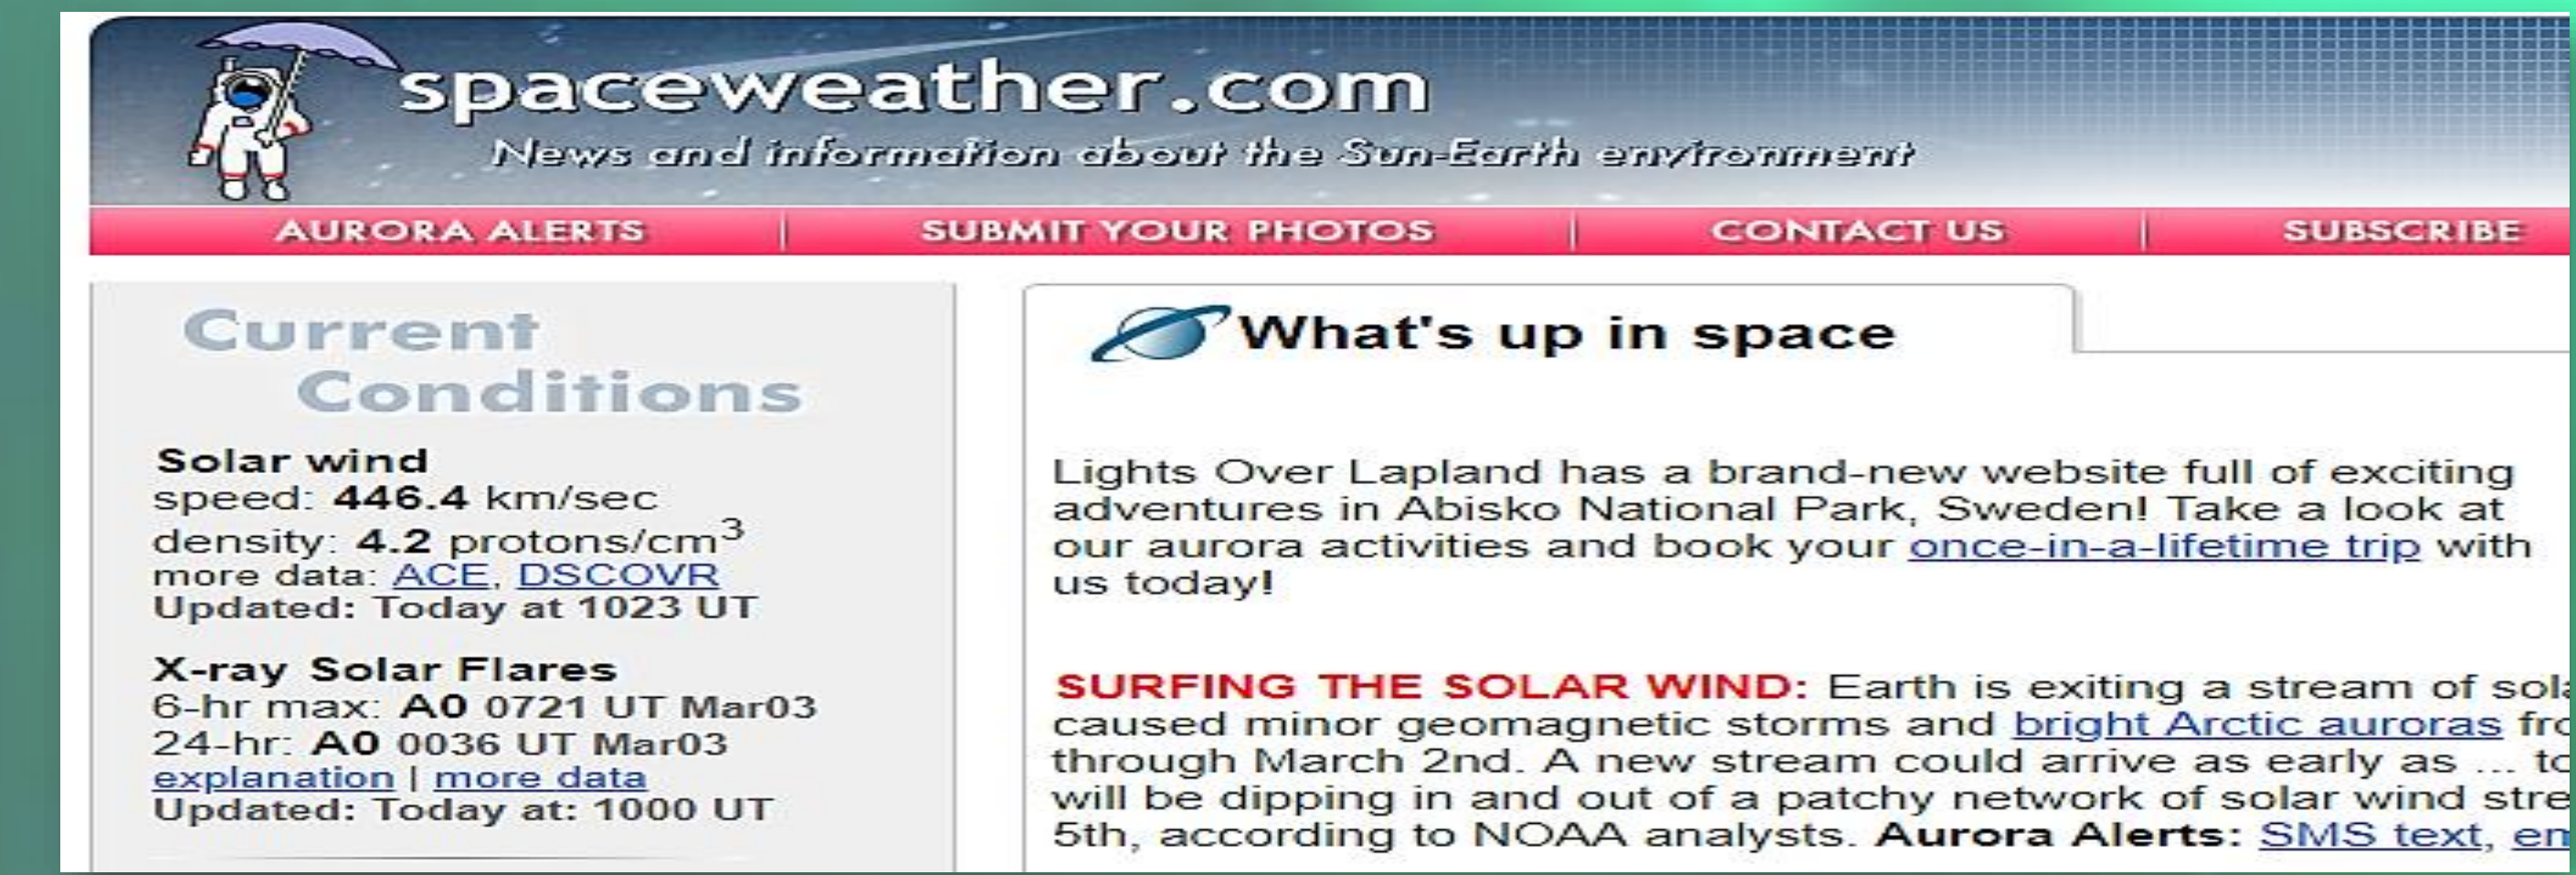 spaceweather.com
News and information about the Sun-Earth environment
AURORA ALERTS | SUBMIT YOUR PHOTOS | CONTACT US | SUBSCRIBE
Current
Conditions
Solar wind
speed: 446.4 km/sec
density: 4.2 protons/cm3
more data: ACE, DSCOVR
Updated: Today at 1023 UT
X-ray Solar Flares
6-hr max: A0 0721 UT Mar03
24-hr: A0 0036 UT Mar03
explanation | more data
Updated: Today at: 1000 UT
What's up in space
Lights Over Lapland has a brand-new website full of exciting
adventures in Abisko National Park, Sweden! Take a look at
our aurora activities and book your once-in-a-lifetime trip with
us today!
SURFING THE SOLAR WIND: Earth is exiting a stream of
caused minor geomagnetic storms and bright Arctic auroras
through March 2nd. A new stream could arrive as early as ...
will be dipping in and out of a patchy network of solar wind
5th, according to NOAA analysts. Aurora Alerts: SMS text,